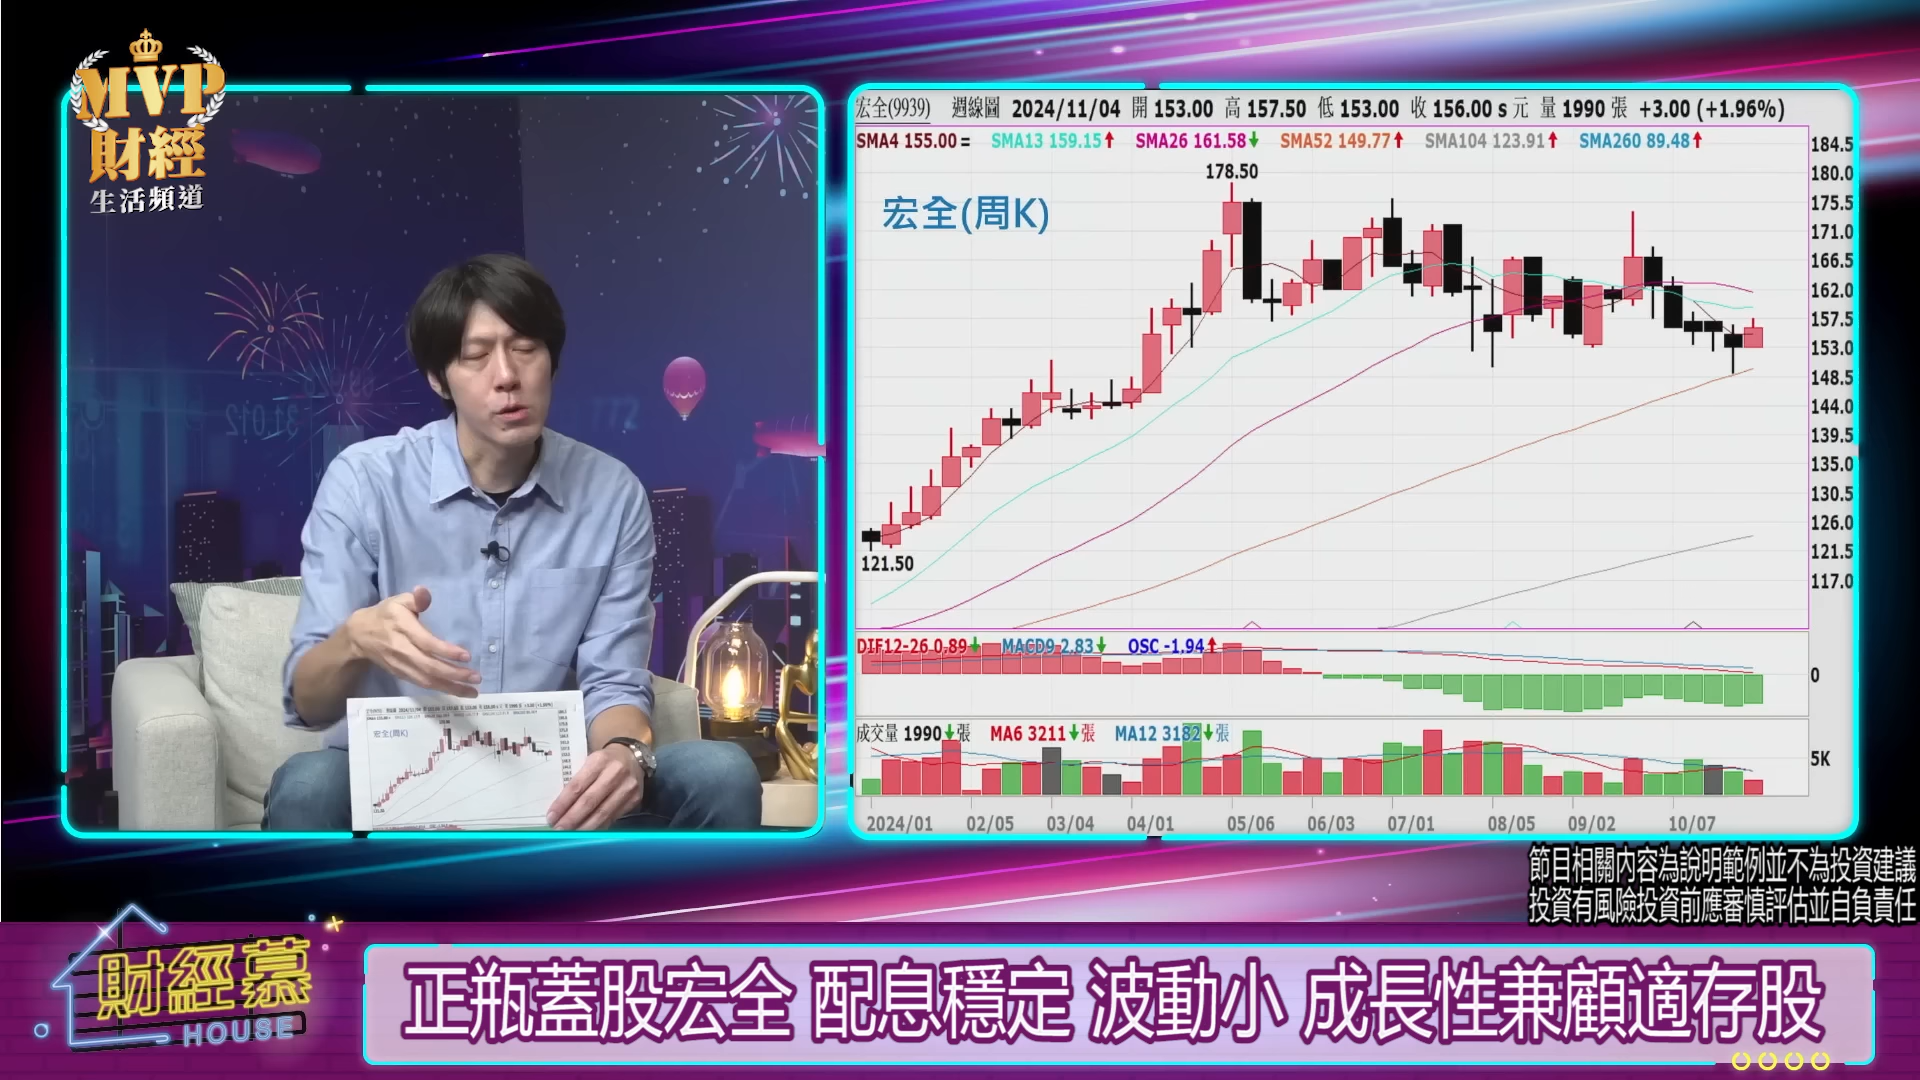 MVP
財經
生活頻道
宏全(9939) 週線圖 2024/11/04 開 153.00 高 157.50 低 153.00 收 156.00 s 元 量 1990 張 +3.00 (+1.96%)
SMA4 155.00= SMA13 159.15↑ SMA26 161.58↓ SMA52 149.77↑ SMA104 123.91↑ SMA260 89.48↑
宏全(周K)
178.50
121.50
184.5
180.0
175.5
171.0
166.5
162.0
157.5
153.0
148.5
144.0
139.5
135.0
130.5
126.0
121.5
117.0
DIF12-26 0.89↓ MACD9 2.83↓ OSC -1.94↑
0
成交量 1990↓張 MA6 3211↓張 MA12 3182↓張
5K
2024/01 02/05 03/04 04/01 05/06 06/03 07/01 08/05 09/02 10/07
宏全(周K)
節目相關內容為說明範例並不為投資建議
投資有風險投資前應審慎評估並自負責任
財經慕
HOUSE
正瓶蓋股宏全 配息穩定 波動小 成長性兼顧適存股